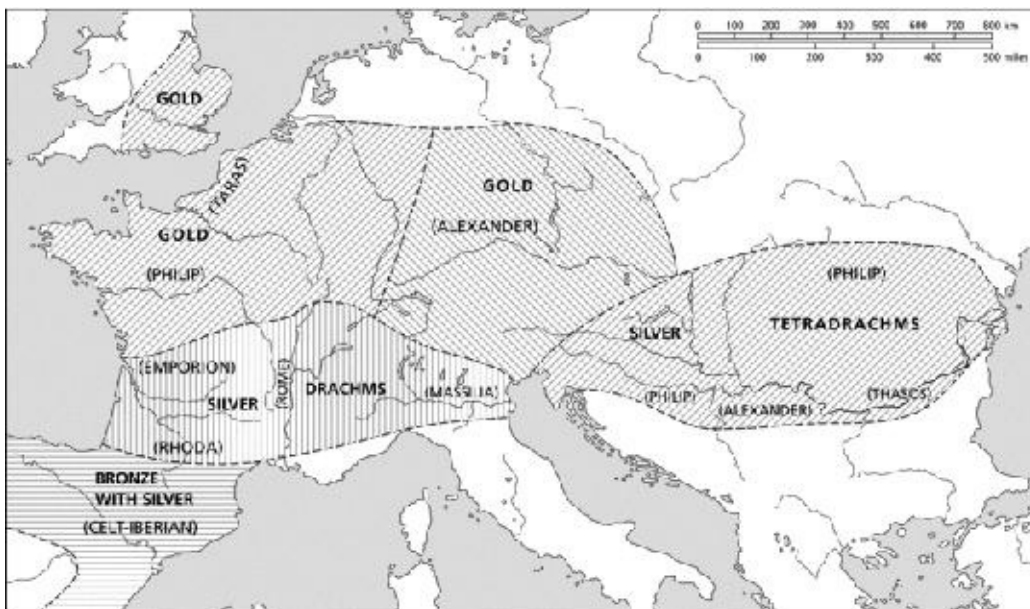 0 100 200 300 400 500 600 700 800 km
0 100 200 300 400 500 miles
GOLD
(TARAS)
GOLD
(PHILIP)
GOLD
(ALEXANDER)
(PHILIP)
SILVER
TETRADRACHMS
(PHILIP)
(ALEXANDER) ?
(THASOS)
(EMPORION)
SILVER
(RHODA)
(ROME)
DRACHMS
(MASSILIA)
BRONZE
WITH SILVER
(CELT-IBERIAN)